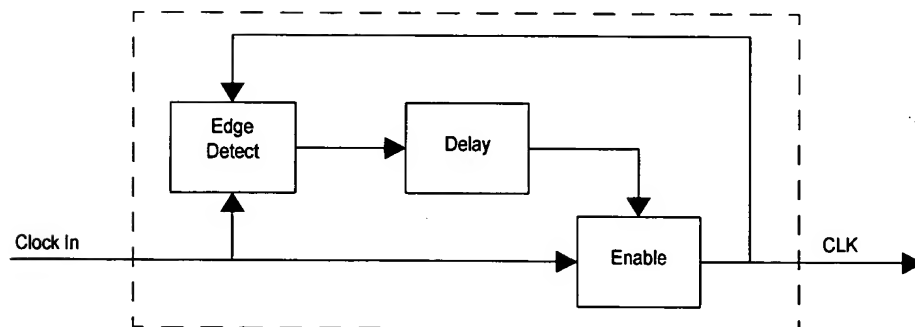 Edge
Detect
Delay
Clock In
Enable
CLK